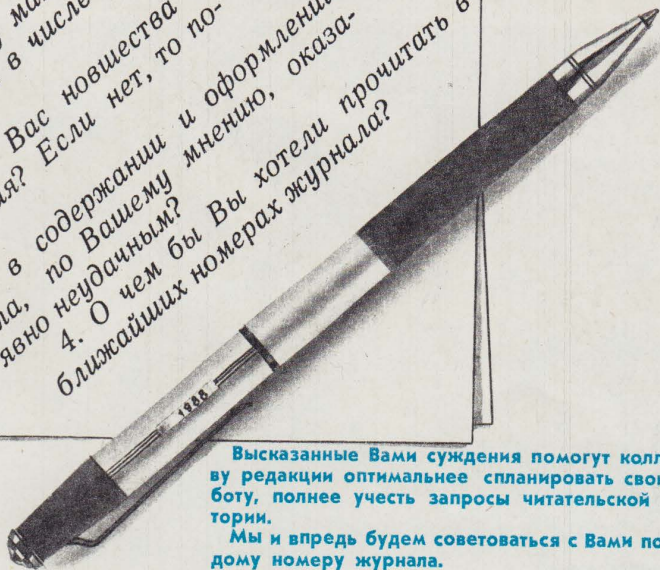 у ма
в числе
Вас новшества
ия? Если нет, то по-
в содержании и оформлени
ла, по Вашему мнению, оказа-
явно неудачным?
4. О чем бы Вы хотели прочитать в
ближайших номерах журнала?
1988
Высказанные Вами суждения помогут колл
ву редакции оптимальнее спланировать сво
боту, полнее учесть запросы читательской
тории.
Мы и впредь будем советоваться с Вами по
дому номеру журнала.